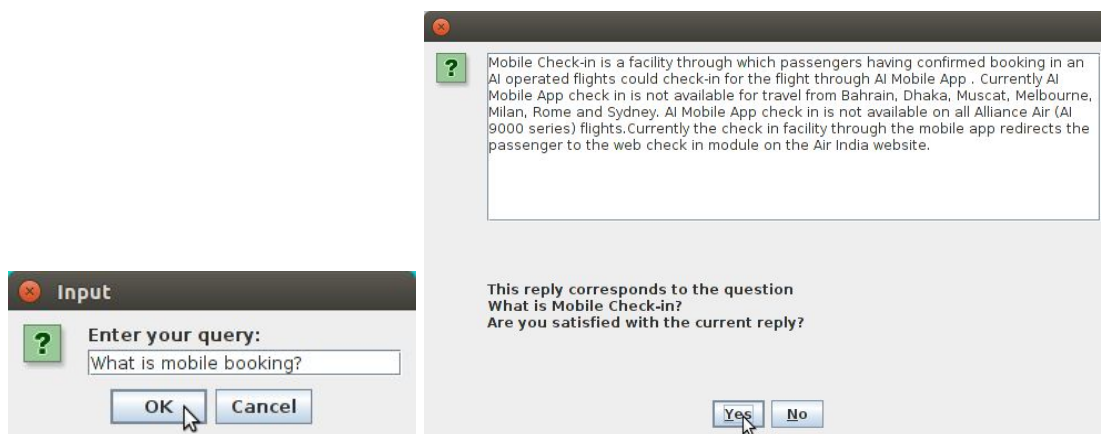 Input
Enter your query:
What is mobile booking?
OK Cancel
Mobile Check-in is a facility through which passengers having confirmed booking in an
AI operated flights could check-in for the flight through AI Mobile App . Currently AI
Mobile App check in is not available for travel from Bahrain, Dhaka, Muscat, Melbourne,
Milan, Rome and Sydney. AI Mobile App check in is not available on all Alliance Air (AI
9000 series) flights.Currently the check in facility through the mobile app redirects the
passenger to the web check in module on the Air India website.
This reply corresponds to the question
What is Mobile Check-in?
Are you satisfied with the current reply?
Yes No